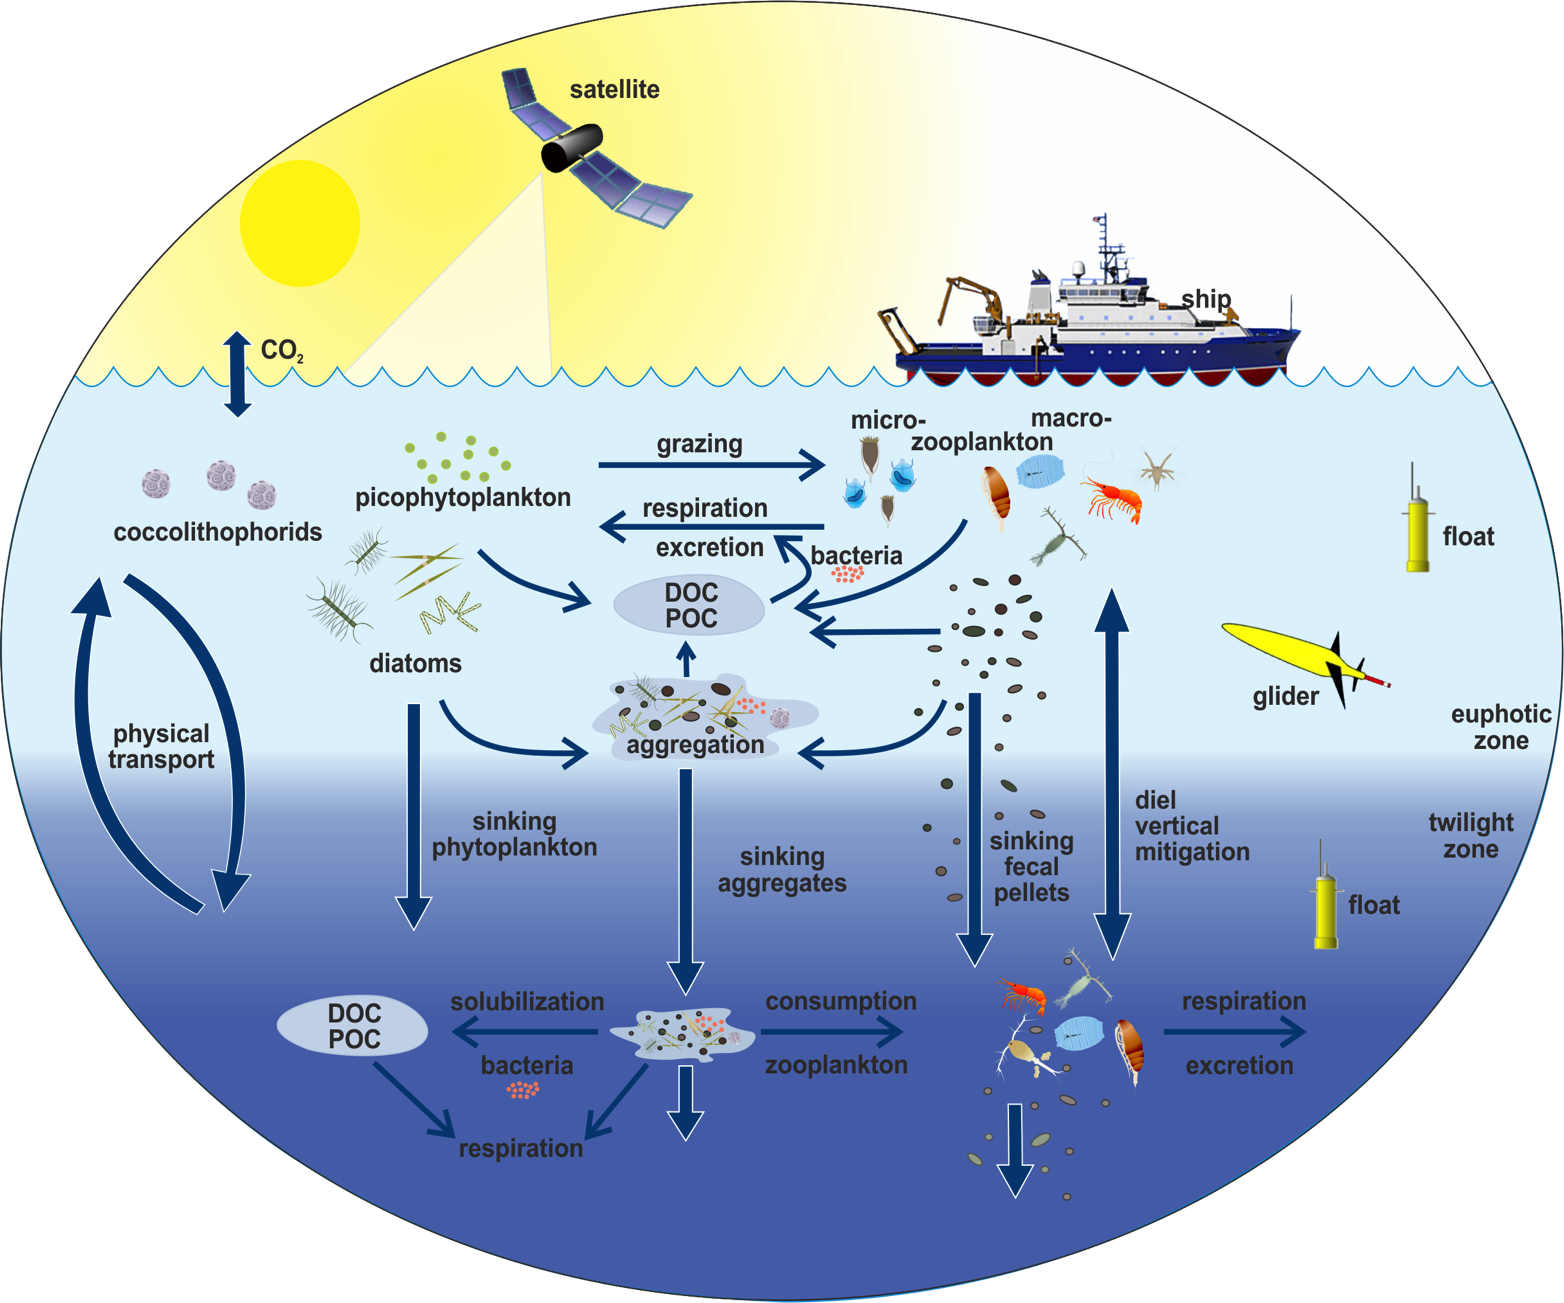 satellite
ship
CO₂
micro-
macro-
zooplankton
grazing
picophytoplankton
respiration
excretion
bacteria
coccolithophorids
float
DOC
POC
diatoms
glider
physical
transport
aggregation
euphotic
zone
sinking
phytoplankton
sinking
aggregates
sinking
fecal
pellets
diel
vertical
mitigation
twilight
zone
float
DOC
POC
solubilization
bacteria
consumption
zooplankton
respiration
excretion
respiration